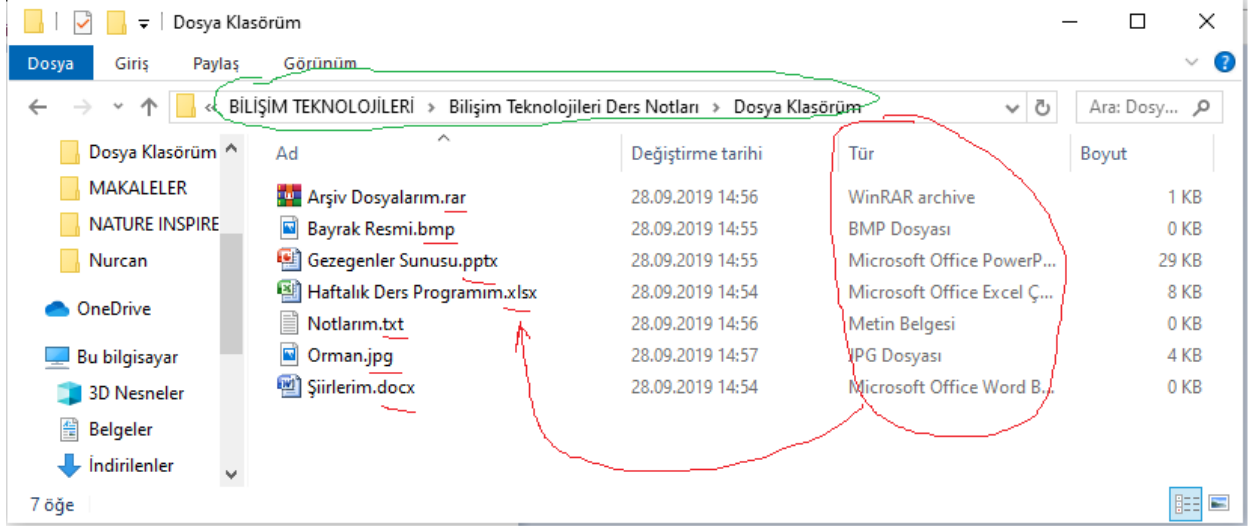 Dosya Klasörüm
Dosya Giriş Paylaş Görünüm
« BİLİŞİM TEKNOLOJİLERİ > Bilişim Teknolojileri Ders Notları > Dosya Klasörüm Ara: Dosy...
Dosya Klasörüm
MAKALELER
NATURE INSPIRE
Nurcan
OneDrive
Bu bilgisayar
3D Nesneler
Belgeler
İndirilenler
Ad Değiştirme tarihi Tür Boyut
Arşiv Dosyalarım.rar 28.09.2019 14:56 WinRAR archive 1 KB
Bayrak Resmi.bmp 28.09.2019 14:55 BMP Dosyası 0 KB
Gezegenler Sunusu.pptx 28.09.2019 14:55 Microsoft Office PowerP... 29 KB
Haftalık Ders Programım.xlsx 28.09.2019 14:54 Microsoft Office Excel Ç... 8 KB
Notlarım.txt 28.09.2019 14:56 Metin Belgesi 0 KB
Orman.jpg 28.09.2019 14:57 JPG Dosyası 4 KB
Şiirlerim.docx 28.09.2019 14:54 Microsoft Office Word B... 0 KB
7 öğe